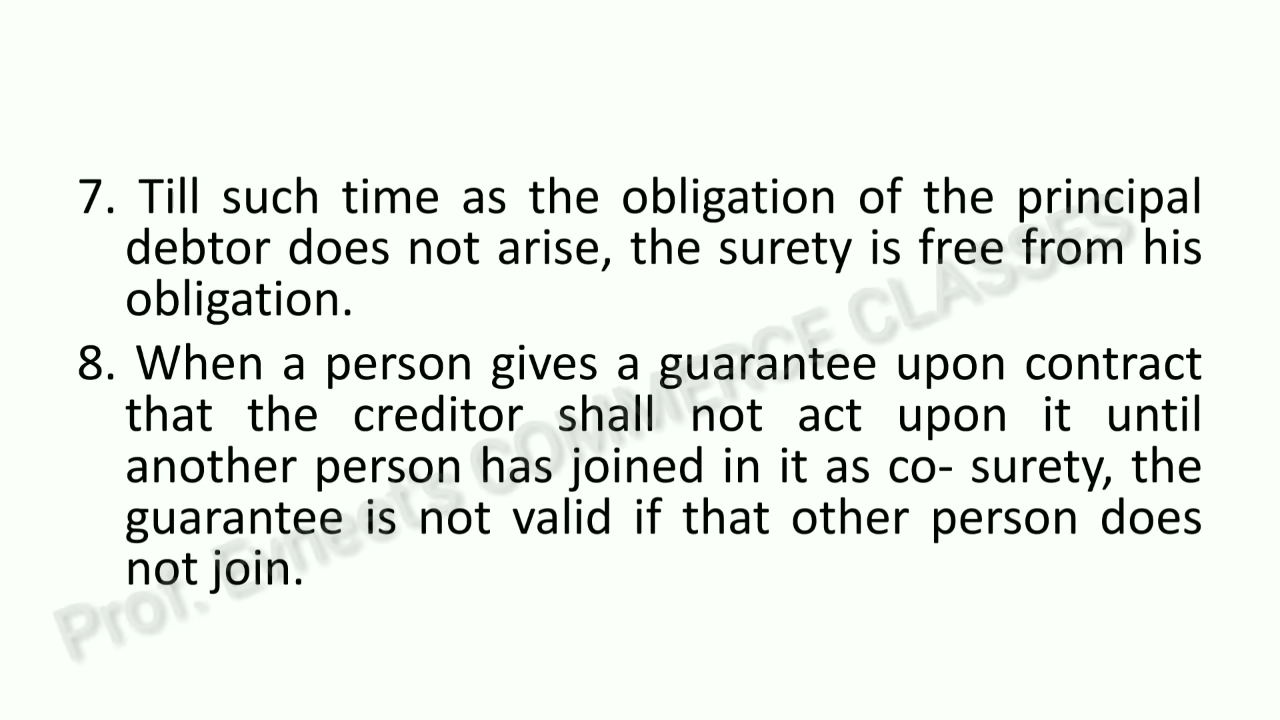 7. Till such time as the obligation of the principal
debtor does not arise, the surety is free from his
obligation.
8. When a person gives a guarantee upon contract
that the creditor shall not act upon it until
another person has joined in it as co- surety, the
guarantee is not valid if that other person does
not join.
Prof. COMMERCE CLASSES